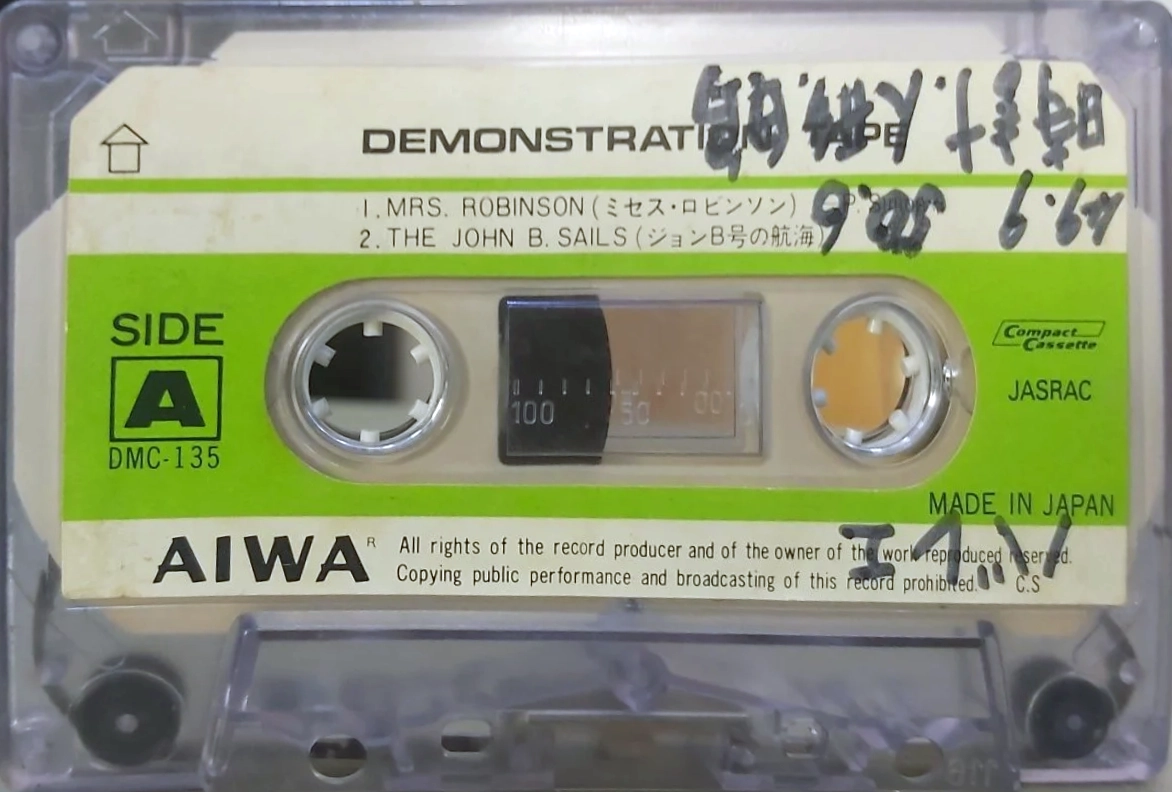 DEMONSTRATION TAPE
1. MRS. ROBINSON (ミセス・ロビンソン)
2. THE JOHN B. SAILS (ジョンB号の航海)
SIDE
A
DMC-135
100 50 00
Compact Cassette
JASRAC
MADE IN JAPAN
AIWA R
All rights of the record producer and of the owner of the work reproduced reserved.
Copying public performance and broadcasting of this record prohibited. C.S
116